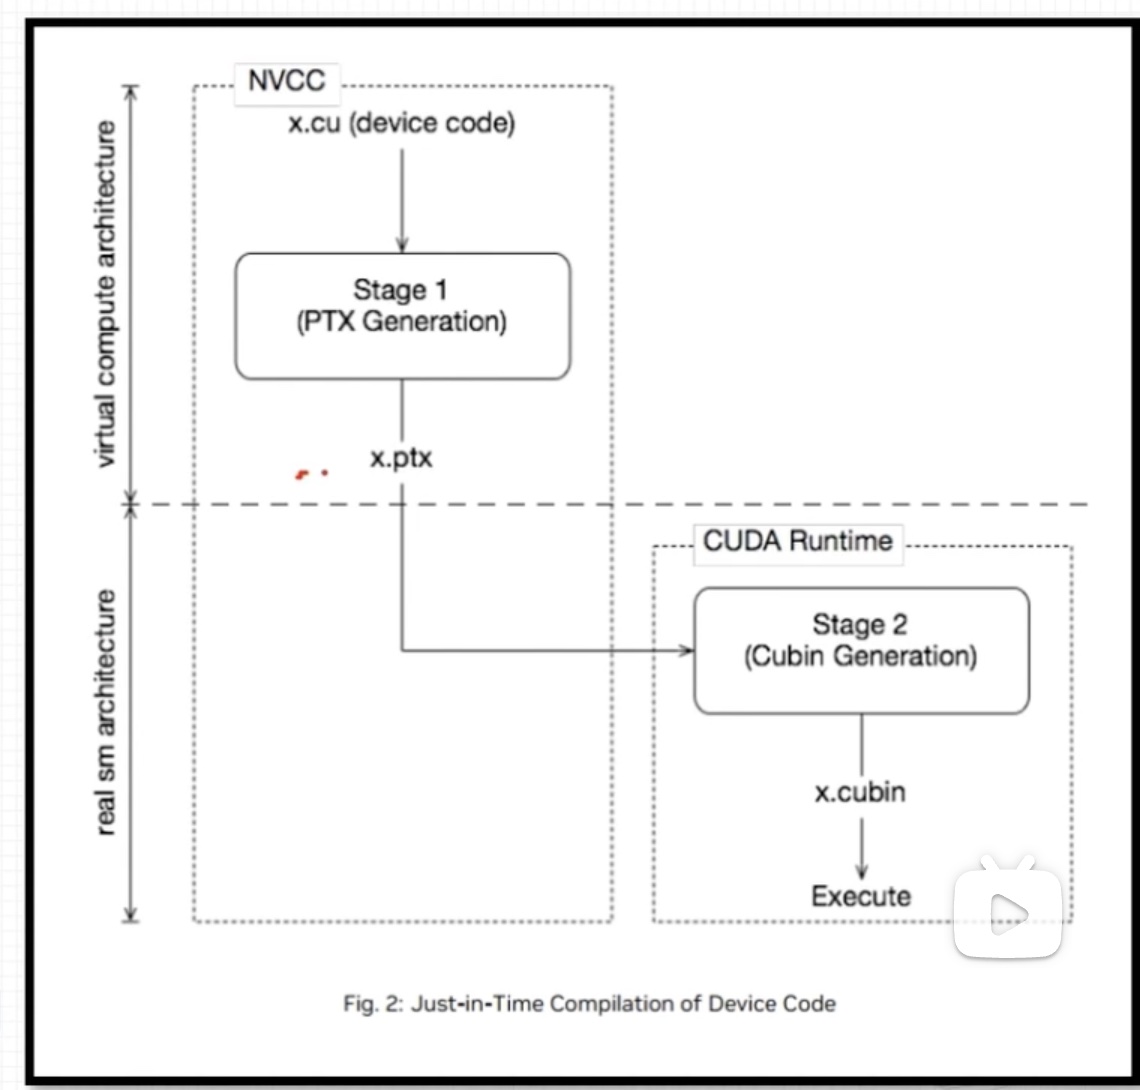 NVCC
x.cu (device code)
Stage 1
(PTX Generation)
x.ptx
virtual compute architecture
real sm architecture
CUDA Runtime
Stage 2
(Cubin Generation)
x.cubin
Execute
Fig. 2: Just-in-Time Compilation of Device Code